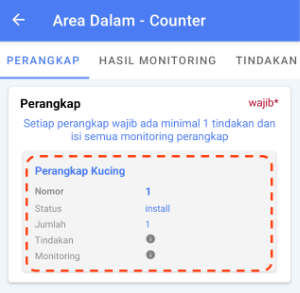 Area Dalam - Counter
PERANGKAP HASIL MONITORING TINDAKAN
Perangkap wajib*
Setiap perangkap wajib ada minimal 1 tindakan dan
isi semua monitoring perangkap
Perangkap Kucing
Nomor 1
Status install
Jumlah 1
Tindakan
Monitoring